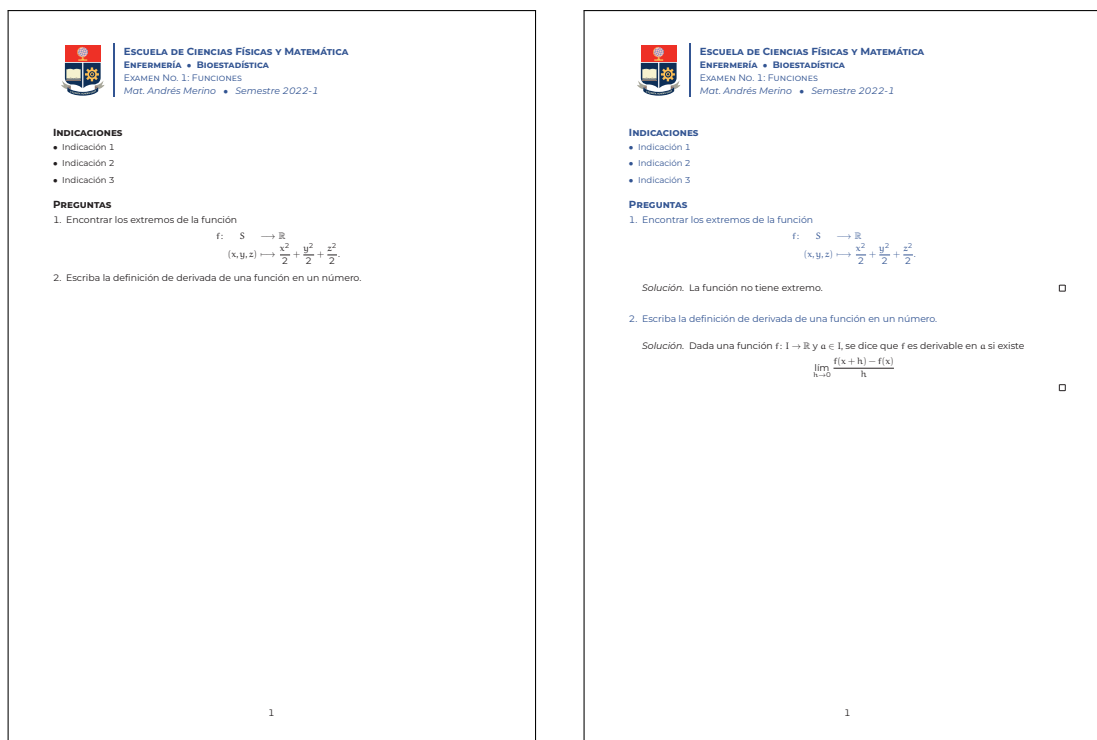 ESCUELA DE CIENCIAS FÍSICAS Y MATEMÁTICA
ENFERMERÍA • BIOESTADÍSTICA
EXAMEN NO. 1: FUNCIONES
Mat. Andrés Merino • Semestre 2022-1
INDICACIONES
• Indicación 1
• Indicación 2
• Indicación 3
PREGUNTAS
1. Encontrar los extremos de la función
f: S ⟶ ℝ
(x, y, z) ⟼ x²/2 + y²/2 + z²/2.
2. Escriba la definición de derivada de una función en un número.
1
ESCUELA DE CIENCIAS FÍSICAS Y MATEMÁTICA
ENFERMERÍA • BIOESTADÍSTICA
EXAMEN NO. 1: FUNCIONES
Mat. Andrés Merino • Semestre 2022-1
INDICACIONES
• Indicación 1
• Indicación 2
• Indicación 3
PREGUNTAS
1. Encontrar los extremos de la función
f: S ⟶ ℝ
(x, y, z) ⟼ x²/2 + y²/2 + z²/2.
Solución. La función no tiene extremo. □
2. Escriba la definición de derivada de una función en un número.
Solución. Dada una función f: I → ℝ y a ∈ I, se dice que f es derivable en a si existe
lím h→0 (f(x + h) − f(x))/h
□
1